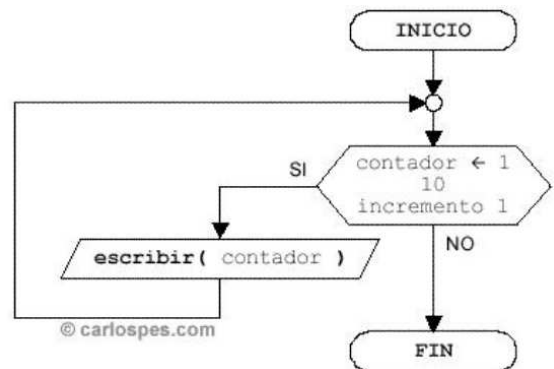 INICIO
SI
contador ← 1
10
incremento 1
NO
escribir( contador )
© carlospes.com
FIN